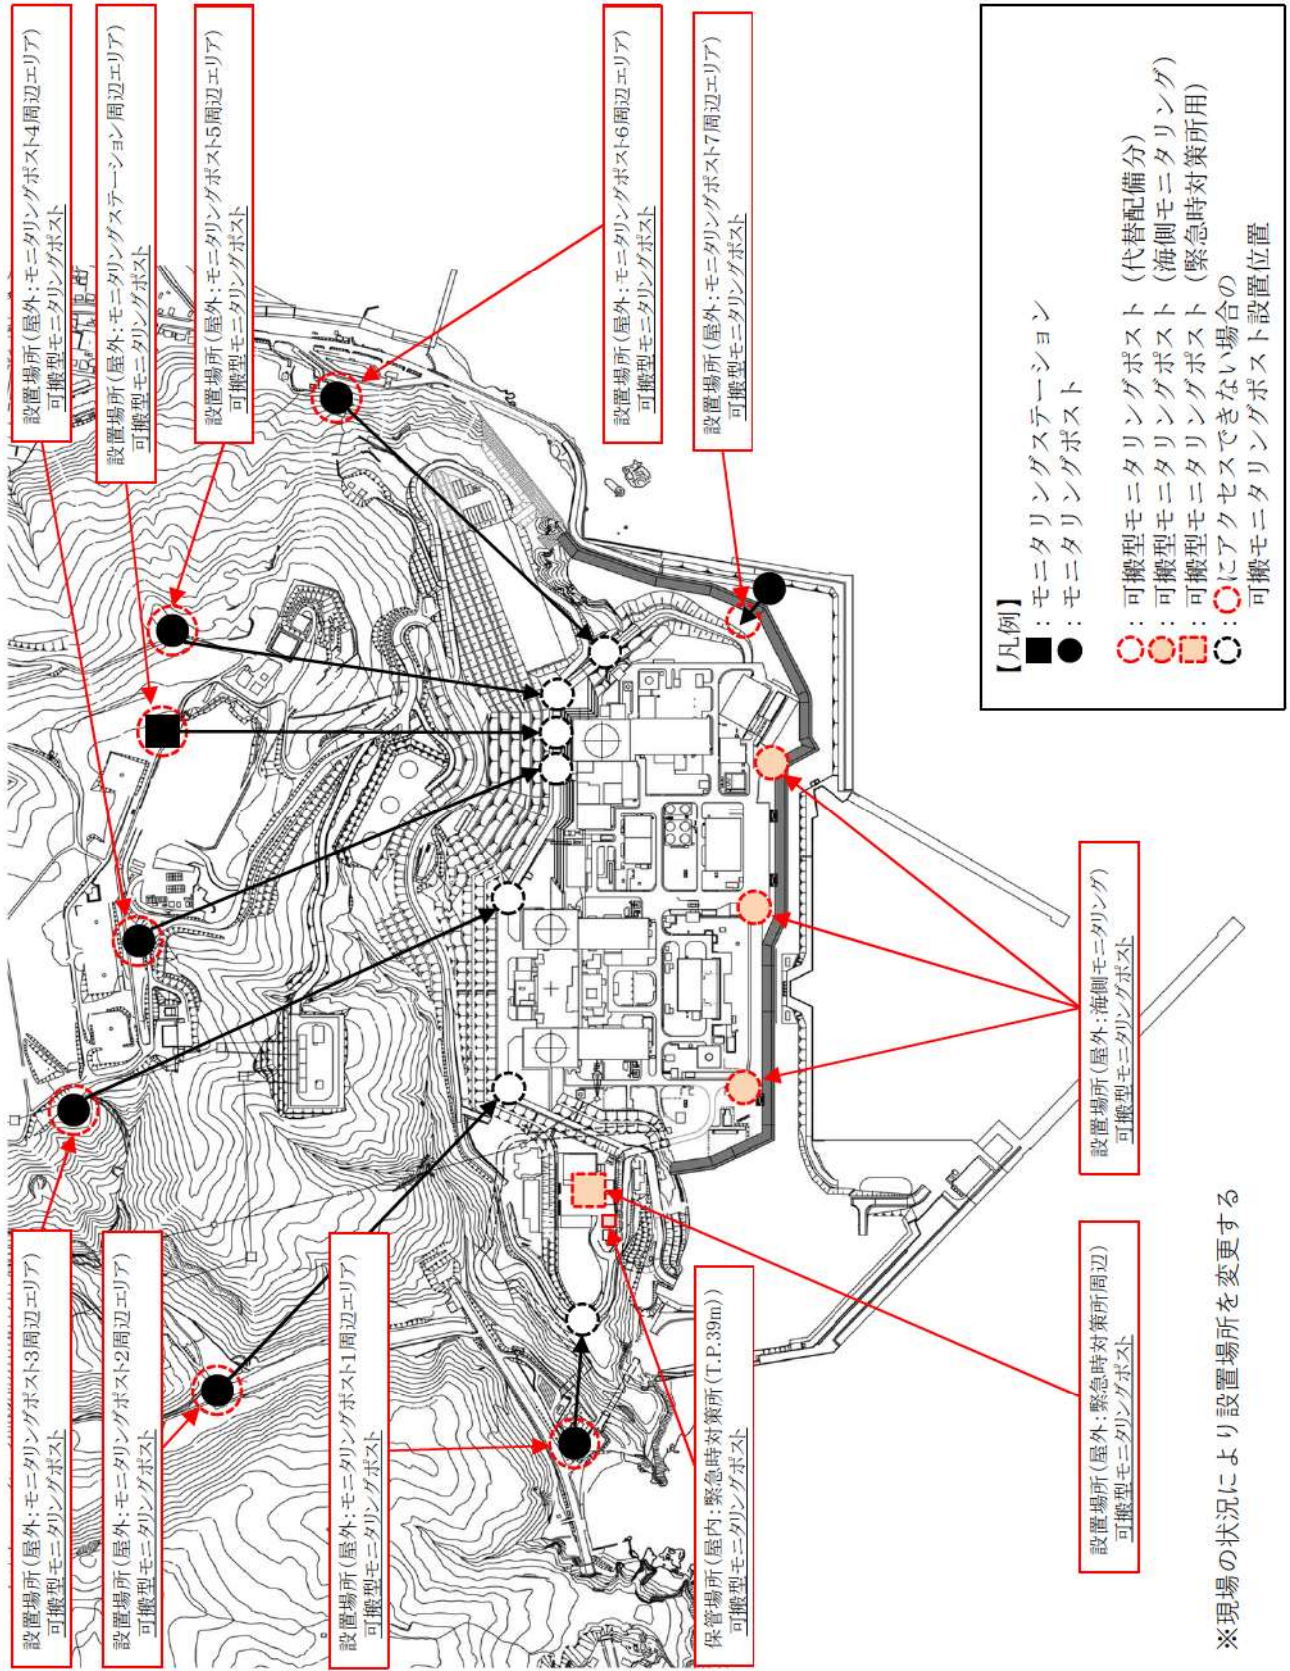 設置場所(屋外:モニタリングポスト3周辺エリア)
可搬型モニタリングポスト
設置場所(屋外:モニタリングポスト2周辺エリア)
可搬型モニタリングポスト
設置場所(屋外:モニタリングポスト1周辺エリア)
可搬型モニタリングポスト
保管場所(屋内:緊急時対策所(T.P.39m))
可搬型モニタリングポスト
設置場所(屋外:緊急時対策所周辺)
可搬型モニタリングポスト
設置場所(屋外:海側モニタリング)
可搬型モニタリングポスト
設置場所(屋外:モニタリングポスト4周辺エリア)
可搬型モニタリングポスト
設置場所(屋外:モニタリングステーション周辺エリア)
可搬型モニタリングポスト
設置場所(屋外:モニタリングポスト5周辺エリア)
可搬型モニタリングポスト
設置場所(屋外:モニタリングポスト6周辺エリア)
可搬型モニタリングポスト
設置場所(屋外:モニタリングポスト7周辺エリア)
可搬型モニタリングポスト
【凡例】
:モニタリングステーション
:モニタリングポスト
:可搬型モニタリングポスト(代替配備分)
:可搬型モニタリングポスト(海側モニタリング)
:可搬型モニタリングポスト(緊急時対策所用)
:にアクセスできない場合の
可搬モニタリングポスト設置位置
※現場の状況により設置場所を変更する